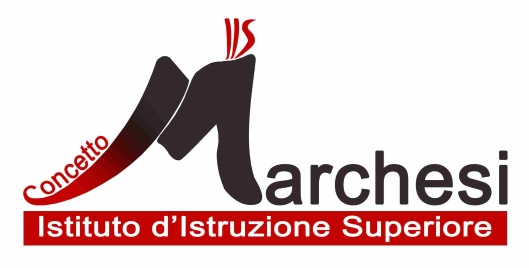 IIS
Concetto
Marchesi
Istituto d'Istruzione Superiore